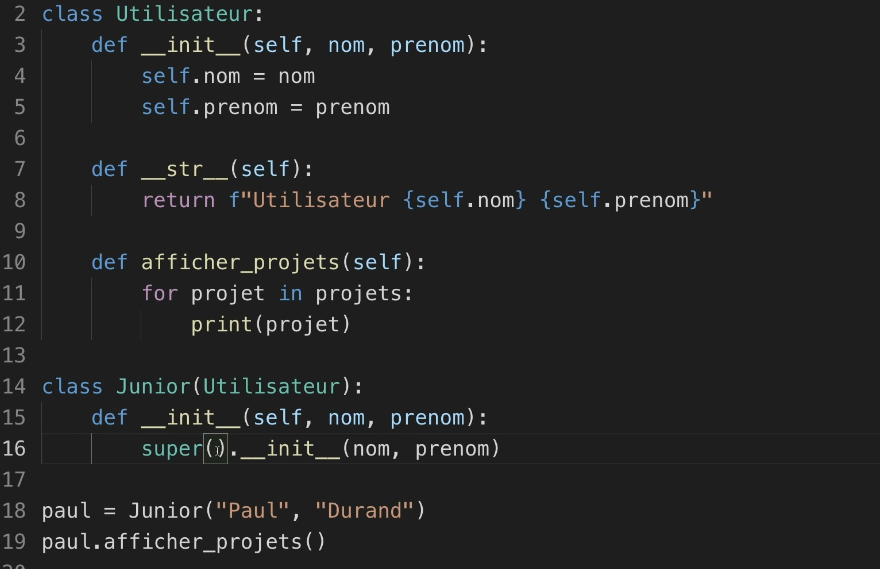 2 class Utilisateur:
3     def __init__(self, nom, prenom):
4         self.nom = nom
5         self.prenom = prenom
6
7     def __str__(self):
8         return f"Utilisateur {self.nom} {self.prenom}"
9
10     def afficher_projets(self):
11         for projet in projets:
12             print(projet)
13
14 class Junior(Utilisateur):
15     def __init__(self, nom, prenom):
16         super().__init__(nom, prenom)
17
18 paul = Junior("Paul", "Durand")
19 paul.afficher_projets()
20